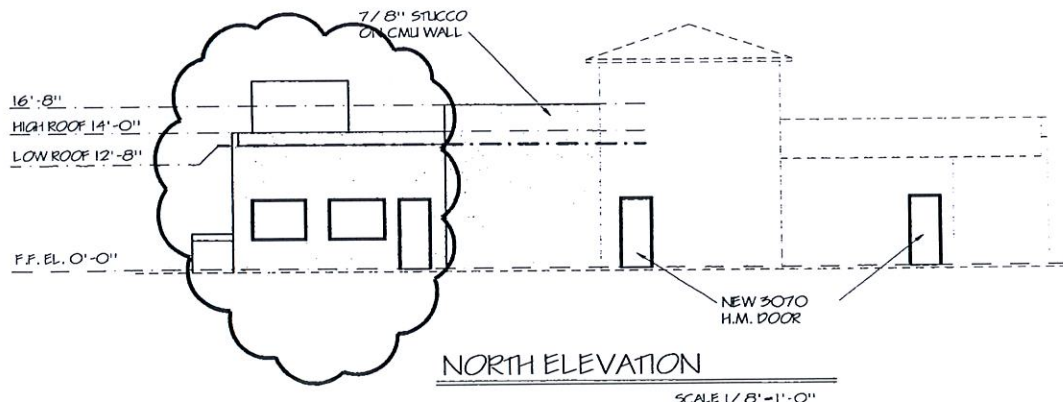 7/8" STUCCO
ON CMU WALL
16'-8"
HIGH ROOF 14'-0"
LOW ROOF 12'-8"
F.F. EL. 0'-0"
NEW 3070
H.M. DOOR
NORTH ELEVATION
SCALE 1/8'=1'-0"